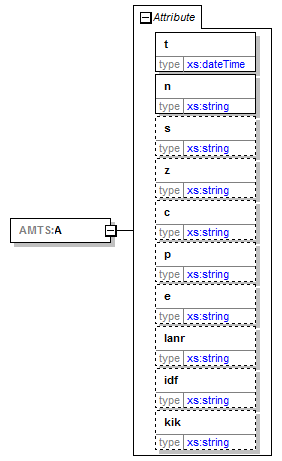 Attribute
t
type xs:dateTime
n
type xs:string
s
type xs:string
z
type xs:string
c
type xs:string
AMTS:A
p
type xs:string
e
type xs:string
lanr
type xs:string
idf
type xs:string
kik
type xs:string